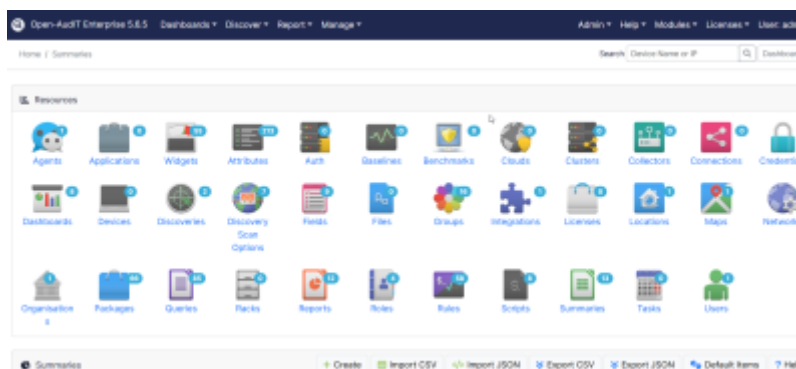 Open-AudIT Enterprise 5.6.5 Dashboards Discover Report Manage Admin Help Modules Licenses User:
Home / Summaries Search Device Name or IP
Resources
Agents Applications Widgets Attributes Auth Baselines Benchmarks Clouds Clusters Collectors Connections
Dashboards Devices Discoveries Discovery Scan Options Fields Files Groups Integrations Licenses Locations Maps
Organisations Packages Queries Racks Reports Roles Rules Scripts Summaries Tasks Users
Summaries Create Import CSV Import JSON Export CSV Export JSON Default Items